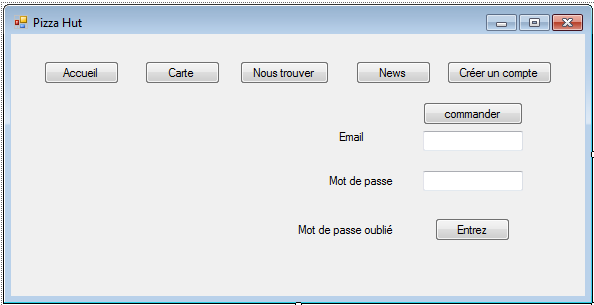 Pizza Hut
Accueil Carte Nous trouver News Créer un compte
commander
Email
Mot de passe
Mot de passe oublié Entrez